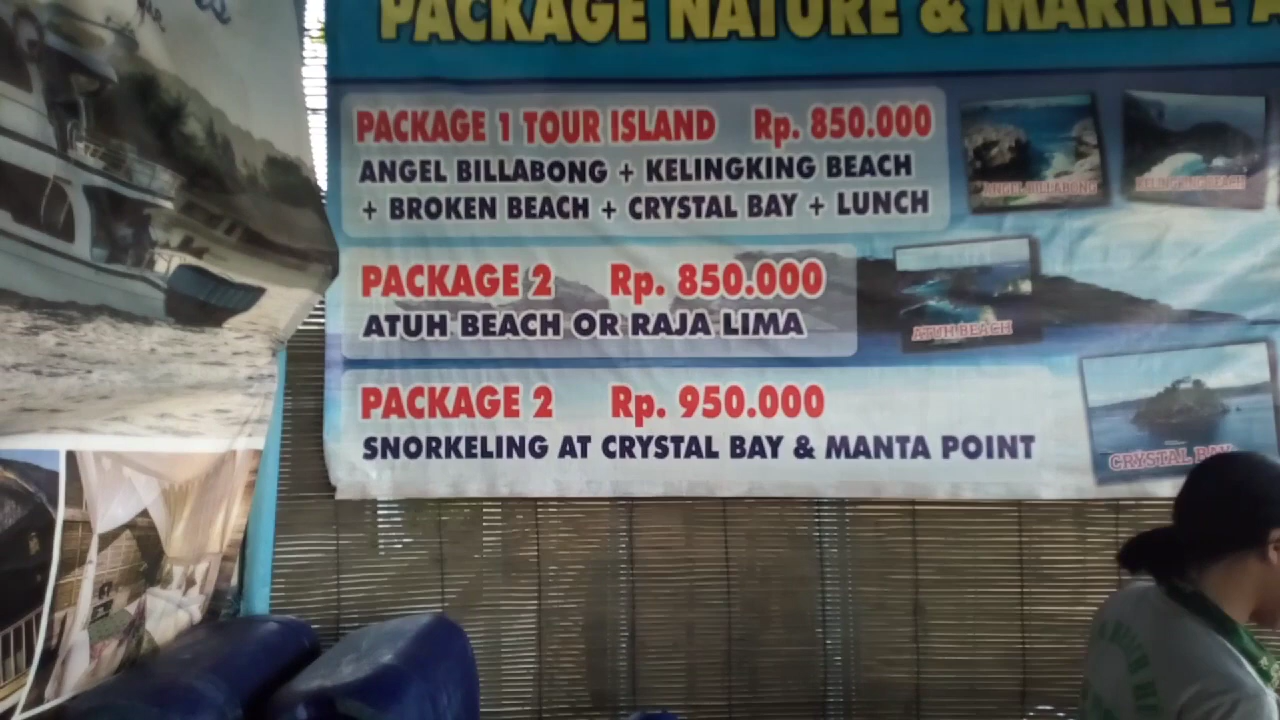 PACKAGE NATURE & MARINE
PACKAGE 1 TOUR ISLAND Rp. 850.000
ANGEL BILLABONG + KELINGKING BEACH
+ BROKEN BEACH + CRYSTAL BAY + LUNCH
ANGEL BILLABONG
KELINGKING BEACH
PACKAGE 2 Rp. 850.000
ATUH BEACH OR RAJA LIMA
ATUH BEACH
PACKAGE 2 Rp. 950.000
SNORKELING AT CRYSTAL BAY & MANTA POINT
CRYSTAL BAY